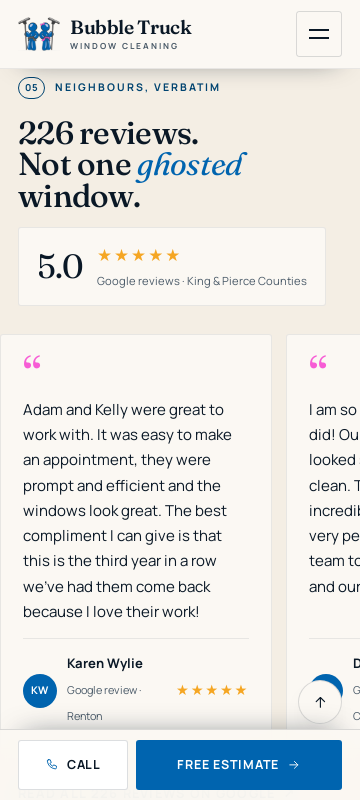 Bubble Truck
WINDOW CLEANING
05 NEIGHBOURS, VERBATIM
226 reviews.
Not one ghosted
window.
5.0
Google reviews · King & Pierce Counties
“
Adam and Kelly were great to
work with. It was easy to make
an appointment, they were
prompt and efficient and the
windows look great. The best
compliment I can give is that
this is the third year in a row
we've had them come back
because I love their work!
KW
Karen Wylie
Google review ·
Renton
“
I am so
did! Ou
looked
clean. T
incredib
very pe
team to
and our
D
G
C
CALL
FREE ESTIMATE